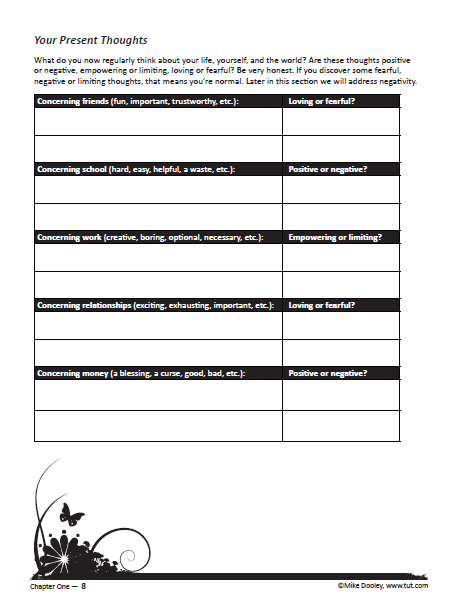 Your Present Thoughts
What do you now regularly think about your life, yourself, and the world? Are these thoughts positive
or negative, empowering or limiting, loving or fearful? Be very honest. If you discover some fearful,
negative or limiting thoughts, that means you're normal. Later in this section we will address negativity.
Concerning friends (fun, important, trustworthy, etc.): Loving or fearful?
Concerning school (hard, easy, helpful, a waste, etc.): Positive or negative?
Concerning work (creative, boring, optional, necessary, etc.): Empowering or limiting?
Concerning relationships (exciting, exhausting, important, etc.): Loving or fearful?
Concerning money (a blessing, a curse, good, bad, etc.): Positive or negative?
Chapter One — 8 ©Mike Dooley, www.tut.com